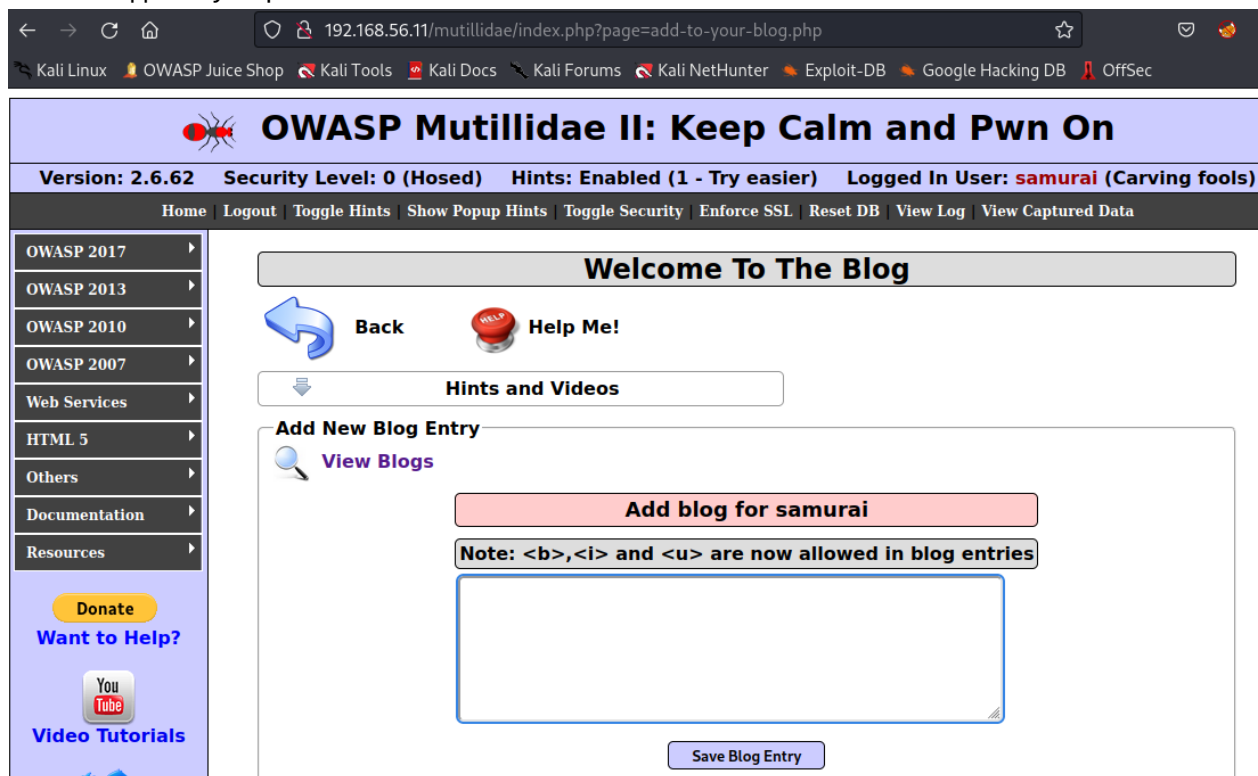 192.168.56.11/mutillidae/index.php?page=add-to-your-blog.php
Kali Linux OWASP Juice Shop Kali Tools Kali Docs Kali Forums Kali NetHunter Exploit-DB Google Hacking DB OffSec
OWASP Mutillidae II: Keep Calm and Pwn On
Version: 2.6.62 Security Level: 0 (Hosed) Hints: Enabled (1 - Try easier) Logged In User: samurai (Carving fools)
Home | Logout | Toggle Hints | Show Popup Hints | Toggle Security | Enforce SSL | Reset DB | View Log | View Captured Data
OWASP 2017
OWASP 2013
OWASP 2010
OWASP 2007
Web Services
HTML 5
Others
Documentation
Resources
Donate
Want to Help?
You
Tube
Video Tutorials
Welcome To The Blog
Back
HELP
Help Me!
Hints and Videos
Add New Blog Entry
View Blogs
Add blog for samurai
Note: <b>,<i> and <u> are now allowed in blog entries
Save Blog Entry